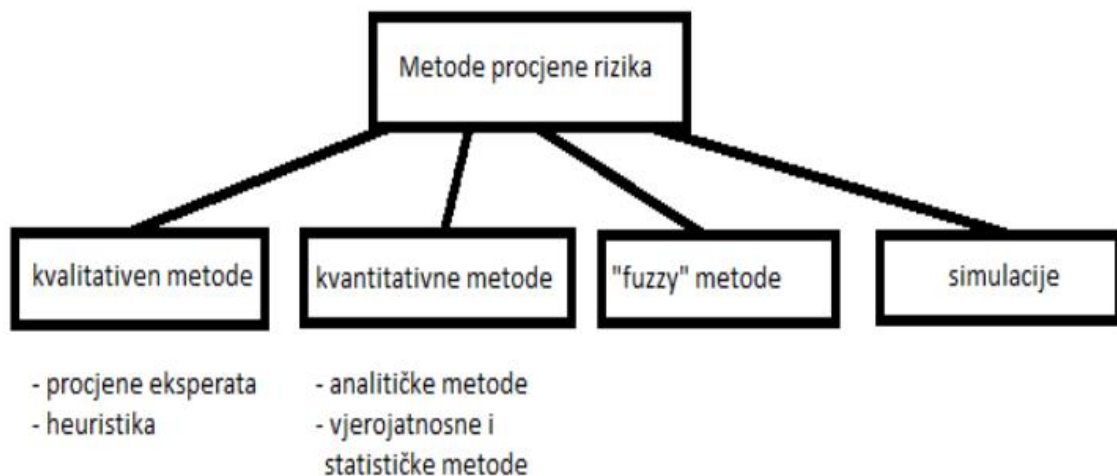 Metode procjene rizika
kvalitativen metode
kvantitativne metode
"fuzzy" metode
simulacije
- procjene eksperata
- heuristika
- analitičke metode
- vjerojatnosne i
statističke metode